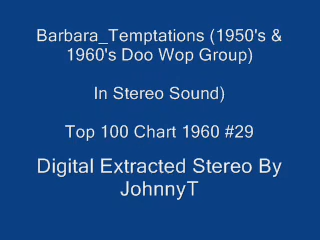 Barbara_Temptations (1950's &
1960's Doo Wop Group)
In Stereo Sound)
Top 100 Chart 1960 #29
Digital Extracted Stereo By
JohnnyT